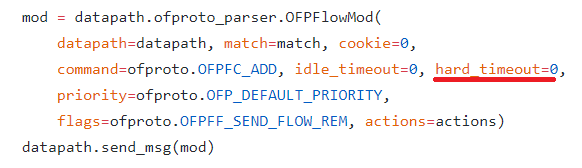 mod = datapath.ofproto_parser.OFPFlowMod(
datapath=datapath, match=match, cookie=0,
command=ofproto.OFPFC_ADD, idle_timeout=0, hard_timeout=0,
priority=ofproto.OFP_DEFAULT_PRIORITY,
flags=ofproto.OFPFF_SEND_FLOW_REM, actions=actions)
datapath.send_msg(mod)